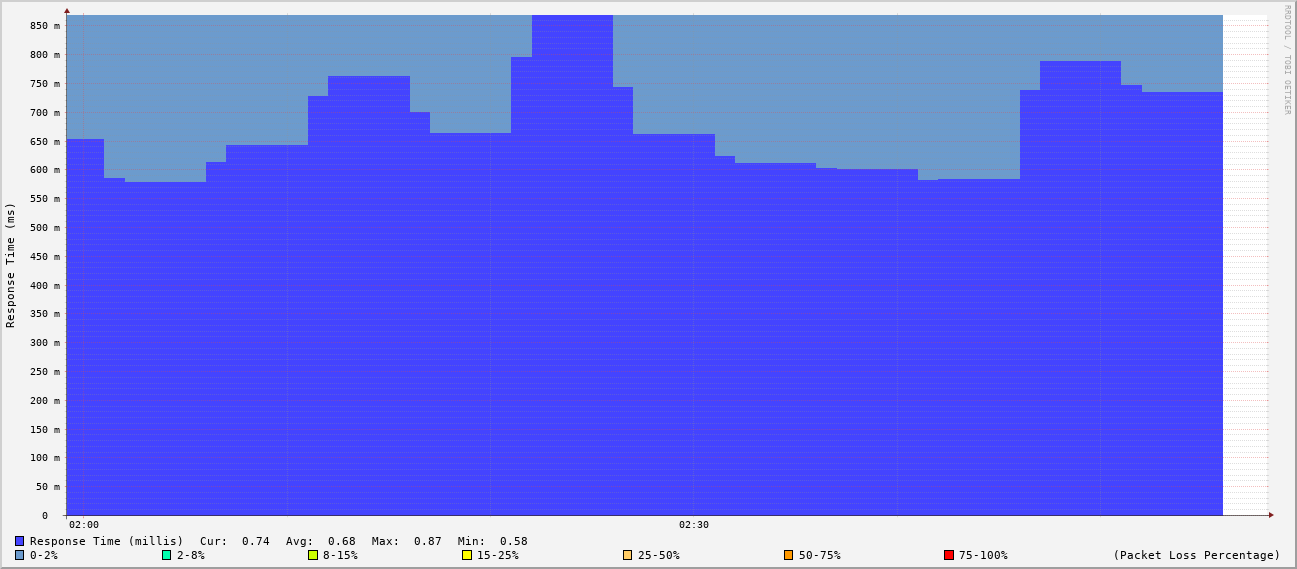 RRDTOOL / TOBI OETIKER
Response Time (ms)
850 m
800 m
750 m
700 m
650 m
600 m
550 m
500 m
450 m
400 m
350 m
300 m
250 m
200 m
150 m
100 m
50 m
0
02:00 02:30
Response Time (millis) Cur: 0.74 Avg: 0.68 Max: 0.87 Min: 0.58
0-2% 2-8% 8-15% 15-25% 25-50% 50-75% 75-100% (Packet Loss Percentage)